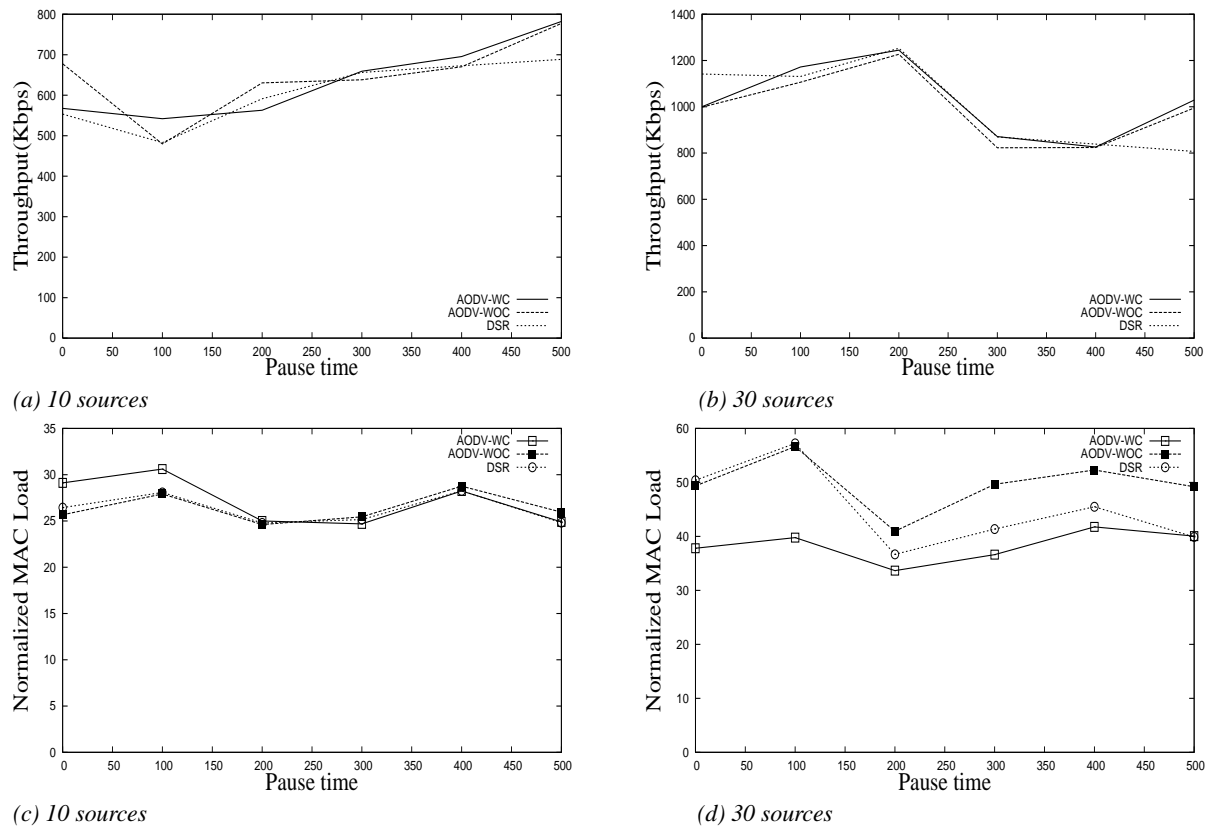 800
700
600
500
400
300
200
100
0
Throughput(Kbps)
AODV-WC
AODV-WOC
DSR
0 50 100 150 200 250 300 350 400 450 500
Pause time
(a) 10 sources
1400
1200
1000
800
600
400
200
0
Throughput(Kbps)
AODV-WC
AODV-WOC
DSR
0 50 100 150 200 250 300 350 400 450 500
Pause time
(b) 30 sources
35
30
25
20
15
10
5
0
Normalized MAC Load
AODV-WC
AODV-WOC
DSR
0 50 100 150 200 250 300 350 400 450 500
Pause time
(c) 10 sources
60
50
40
30
20
10
0
Normalized MAC Load
AODV-WC
AODV-WOC
DSR
0 50 100 150 200 250 300 350 400 450 500
Pause time
(d) 30 sources